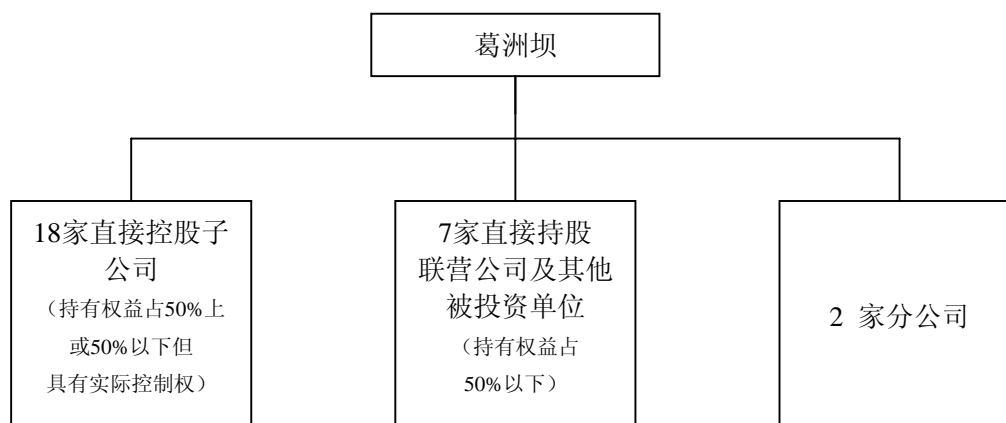 葛洲坝
18家直接控股子
公司
（持有权益占50%上
或50%以下但
具有实际控制权）
7家直接持股
联营公司及其他
被投资单位
（持有权益占
50%以下）
2 家分公司